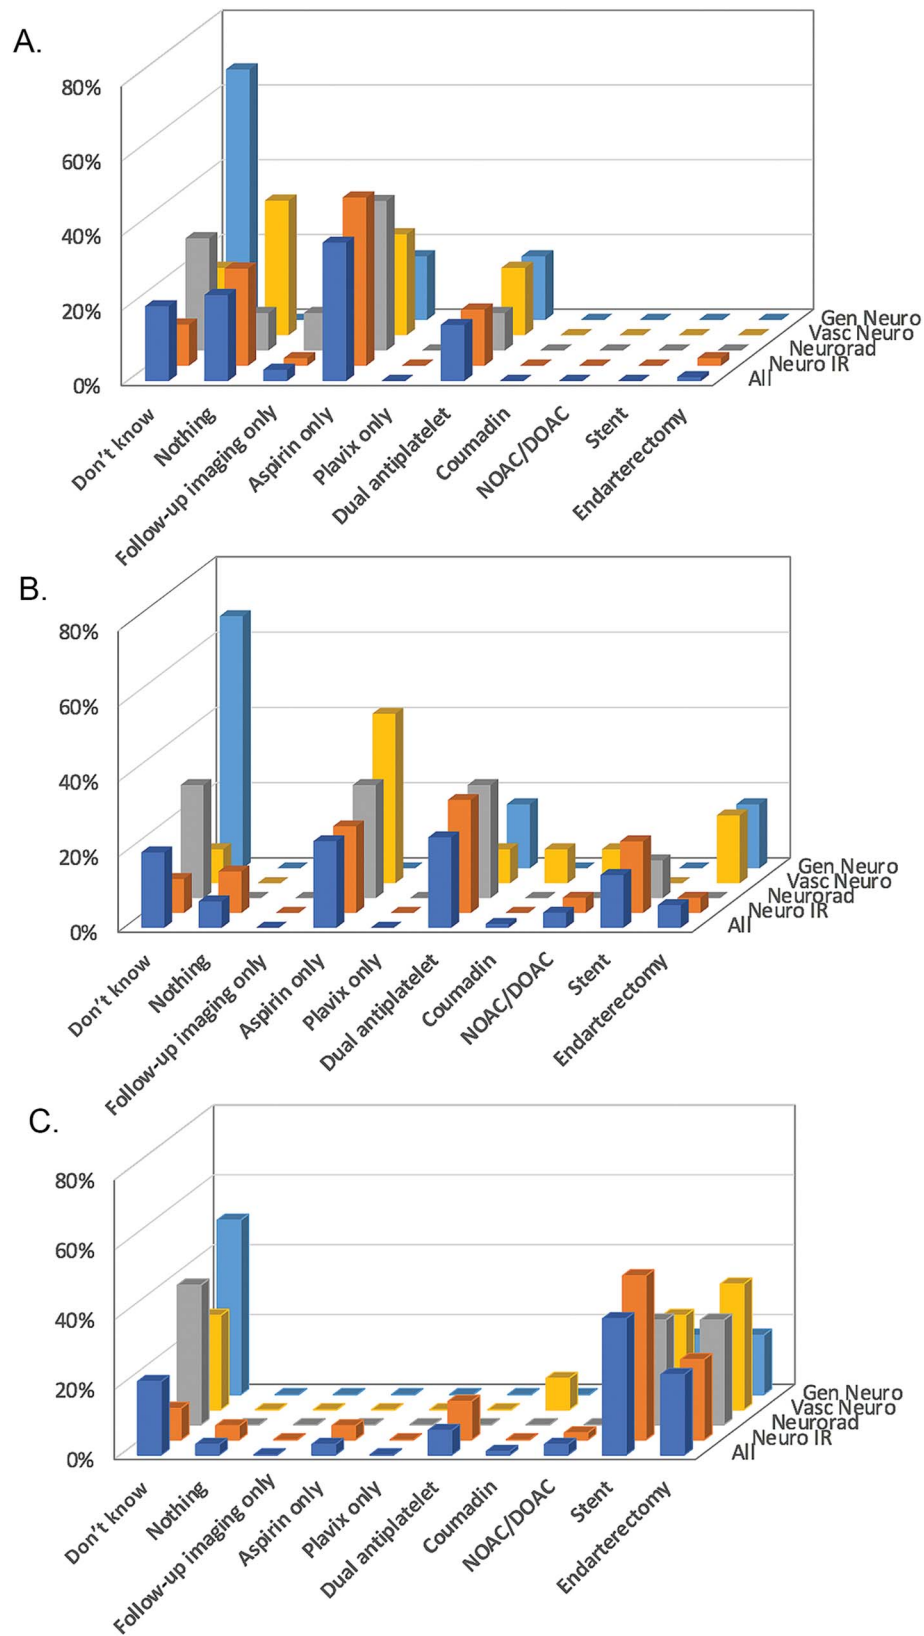 A.
80%
60%
40%
20%
0%
Gen Neuro
Vasc Neuro
Neurorad
Neuro IR
All
Don't know
Nothing
Follow-up imaging only
Aspirin only
Plavix only
Dual antiplatelet
Coumadin
NOAC/DOAC
Stent
Endarterectomy
B.
80%
60%
40%
20%
0%
Gen Neuro
Vasc Neuro
Neurorad
Neuro IR
All
Don't know
Nothing
Follow-up imaging only
Aspirin only
Plavix only
Dual antiplatelet
Coumadin
NOAC/DOAC
Stent
Endarterectomy
C.
80%
60%
40%
20%
0%
Gen Neuro
Vasc Neuro
Neurorad
Neuro IR
All
Don't know
Nothing
Follow-up imaging only
Aspirin only
Plavix only
Dual antiplatelet
Coumadin
NOAC/DOAC
Stent
Endarterectomy